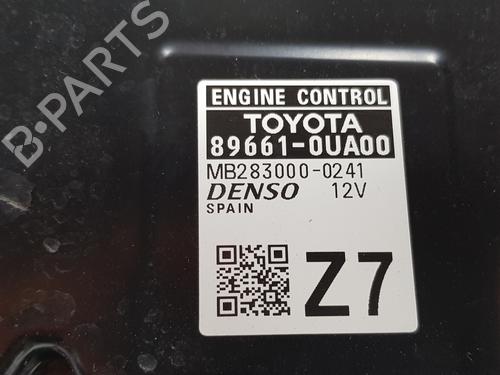 ENGINE CONTROL
TOYOTA
89661-0UA00
MB283000-0241
DENSO 12V
SPAIN
Z7
B-PARTS